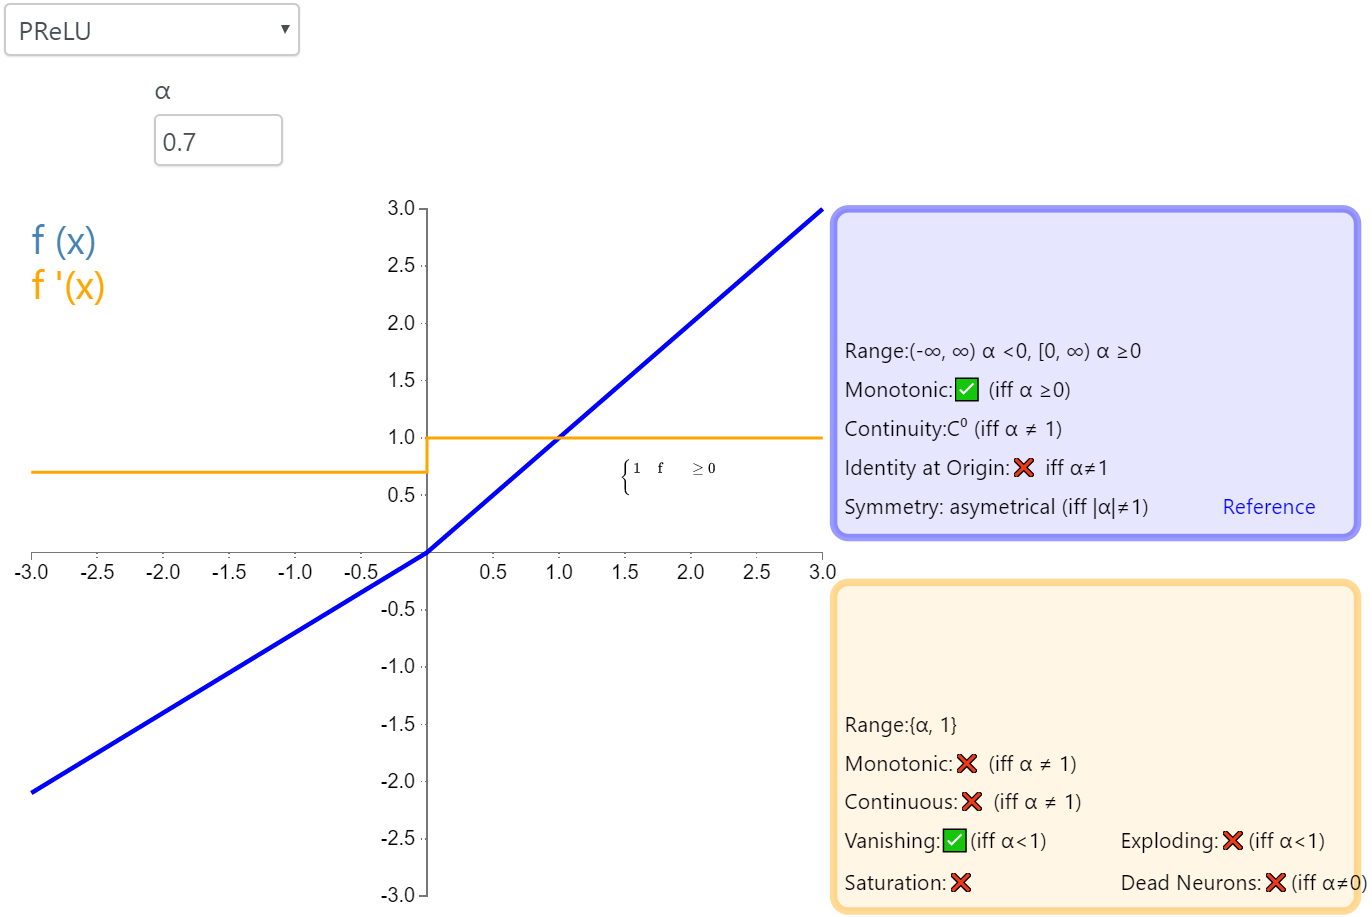 PReLU
α
0.7
f (x)
f '(x)
3.0
2.5
2.0
1.5
1.0
0.5
{ 1 f ≥ 0
-3.0 -2.5 -2.0 -1.5 -1.0 -0.5 0.5 1.0 1.5 2.0 2.5 3.0
-0.5
-1.0
-1.5
-2.0
-2.5
-3.0
Range:(-∞, ∞) α <0, [0, ∞) α ≥0
Monotonic:✅ (iff α ≥0)
Continuity:C⁰ (iff α ≠ 1)
Identity at Origin:❌ iff α≠1
Symmetry: asymetrical (iff |α|≠1) Reference
Range:{α, 1}
Monotonic:❌ (iff α ≠ 1)
Continuous:❌ (iff α ≠ 1)
Vanishing:✅(iff α<1) Exploding:❌(iff α<1)
Saturation:❌ Dead Neurons:❌(iff α≠0)